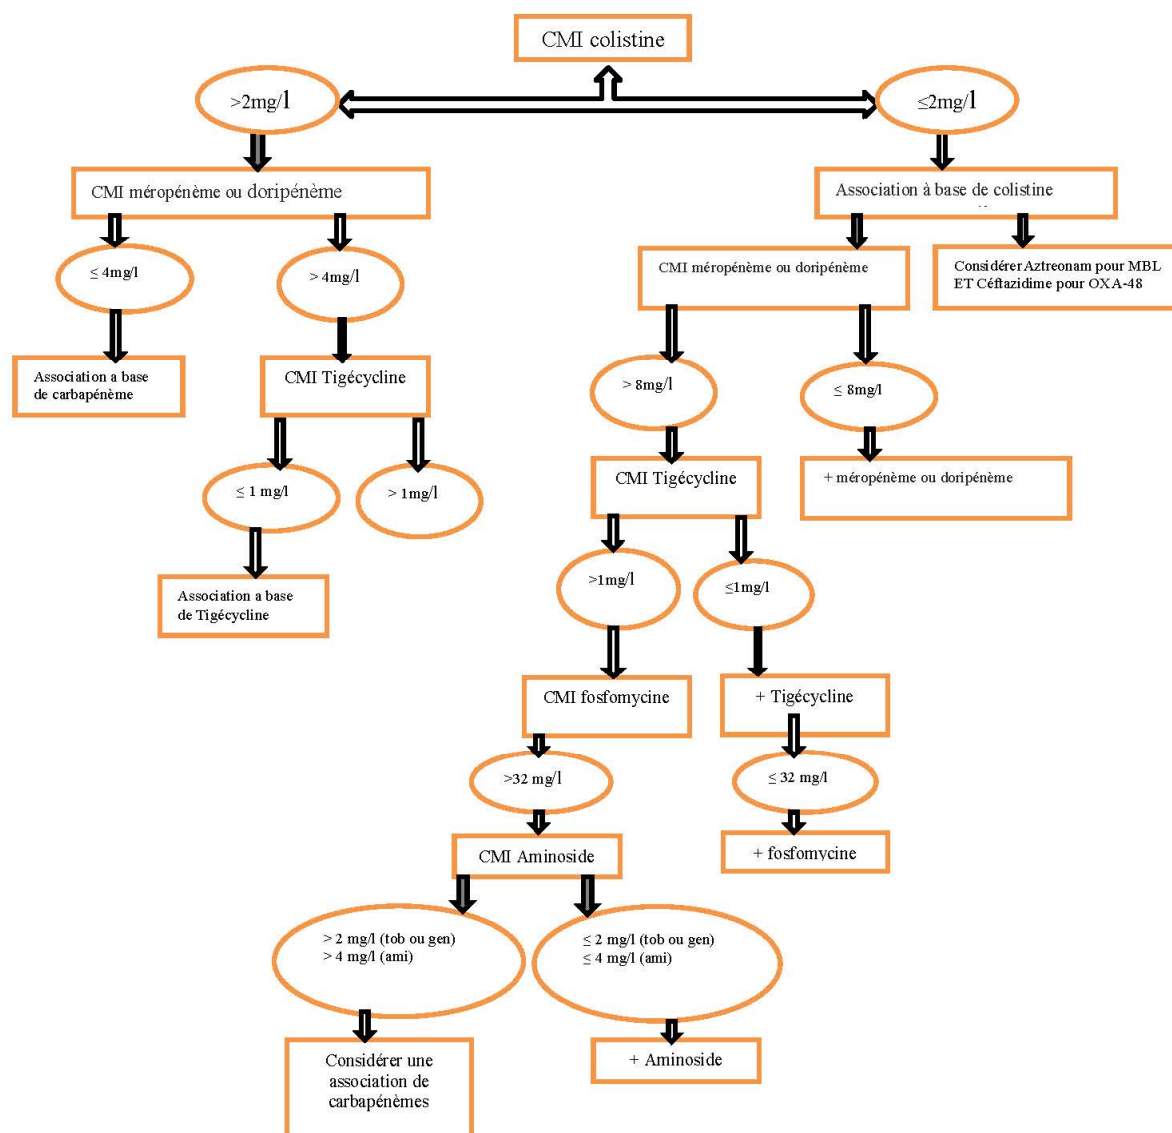 CMI colistine
>2mg/l
≤2mg/l
CMI méropénème ou doripénème
Association à base de colistine
≤ 4mg/l
> 4mg/l
CMI méropénème ou doripénème
Considérer Aztreonam pour MBL
ET Céftazidime pour OXA-48
Association a base
de carbapénème
CMI Tigécycline
> 8mg/l
≤ 8mg/l
≤ 1 mg/l
> 1mg/l
CMI Tigécycline
+ méropénème ou doripénème
Association a base
de Tigécycline
>1mg/l
≤1mg/l
CMI fosfomycine
+ Tigécycline
>32 mg/l
≤ 32 mg/l
CMI Aminoside
+ fosfomycine
> 2 mg/l (tob ou gen)
> 4 mg/l (ami)
≤ 2 mg/l (tob ou gen)
≤ 4 mg/l (ami)
Considérer une
association de
carbapénèmes
+ Aminoside